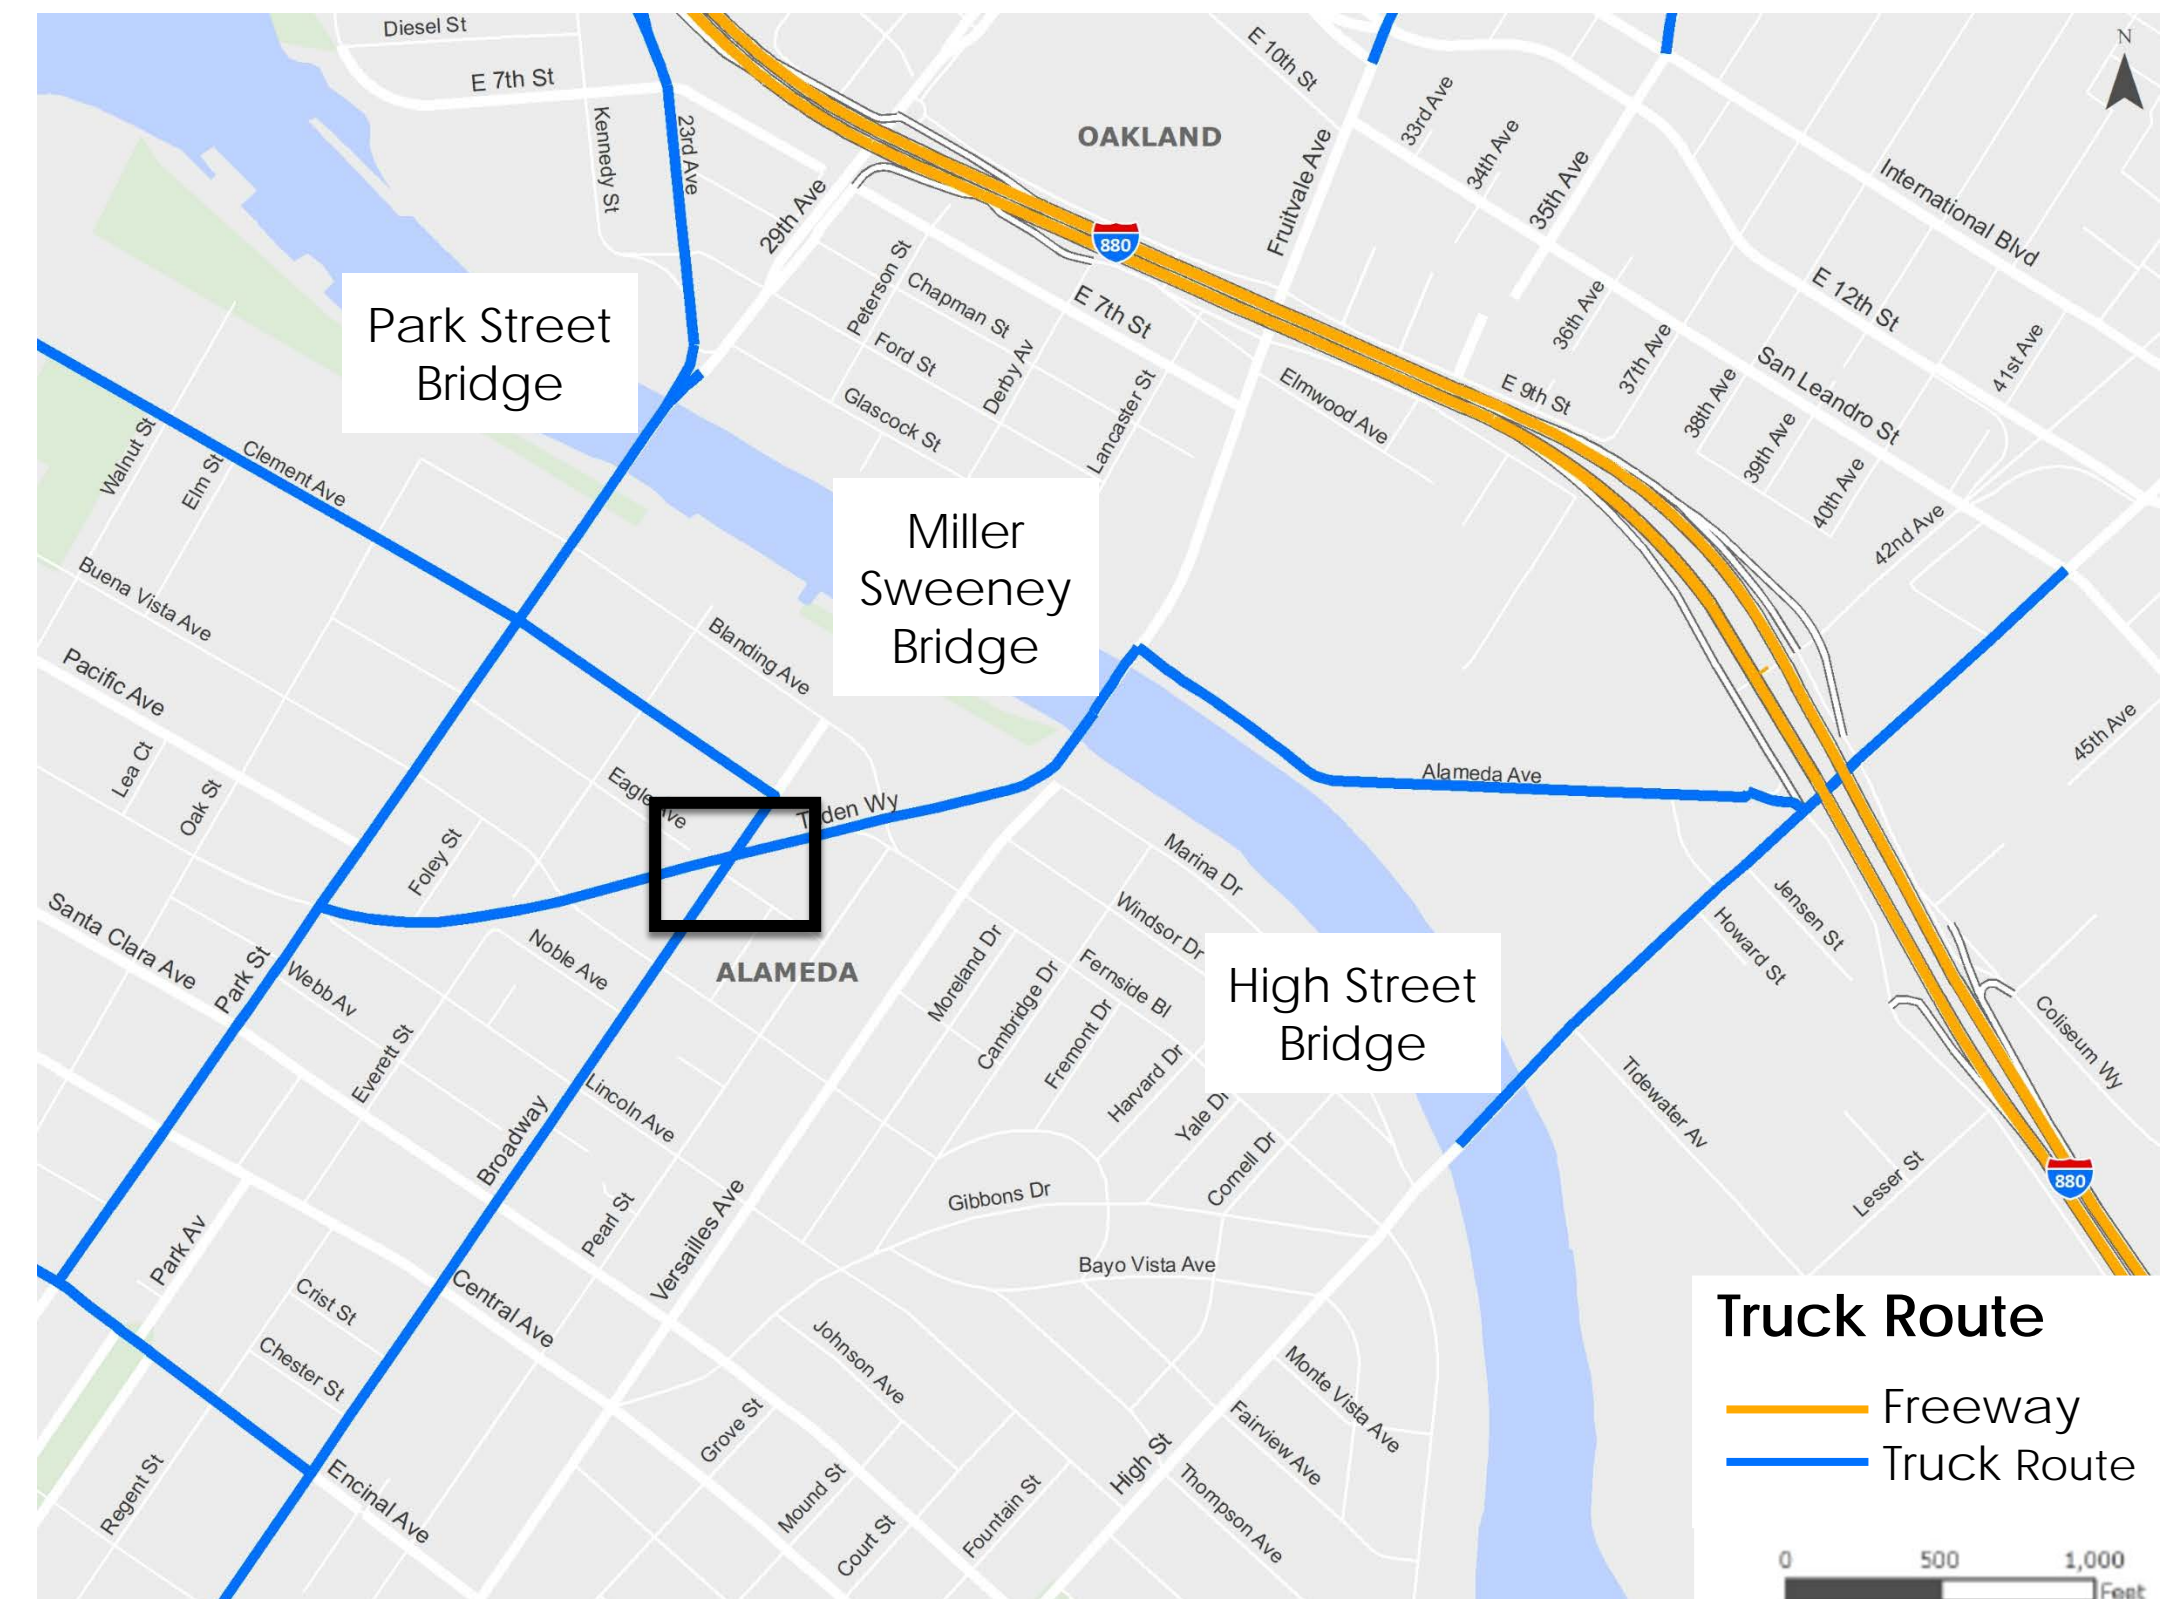 Diesel St
E 7th St
Kennedy St
23rd Ave
29th Ave
OAKLAND
E 10th St
33rd Ave
34th Ave
35th Ave
Fruitvale Ave
International Blvd
N
880
Park Street
Bridge
Peterson St
Chapman St
Ford St
Derby Av
Glascock St
E 7th St
Lancaster St
Elmwood Ave
E 9th St
36th Ave
37th Ave
38th Ave
39th Ave
40th Ave
E 12th St
San Leandro St
41st Ave
42nd Ave
45th Ave
Walnut St
Elm St
Clement Ave
Buena Vista Ave
Pacific Ave
Miller
Sweeney
Bridge
Blanding Ave
Lea Ct
Oak St
Foley St
Eagle Ave
Tilden Wy
Alameda Ave
Marina Dr
Windsor Dr
Fernside Bl
Moreland Dr
Cambridge Dr
Fremont Dr
Harvard Dr
Yale Dr
Cornell Dr
High Street
Bridge
Jensen St
Howard St
Coliseum Wy
Tidewater Av
Lesser St
880
Santa Clara Ave
Park St
Webb Av
Noble Ave
ALAMEDA
Everett St
Broadway
Lincoln Ave
Pearl St
Versailles Ave
Gibbons Dr
Bayo Vista Ave
Park Av
Crist St
Chester St
Central Ave
Johnson Ave
Grove St
Mound St
Court St
Fountain St
High St
Monte Vista Ave
Fairview Ave
Thompson Ave
Regent St
Encinal Ave
Truck Route
Freeway
Truck Route
0 500 1,000
Feet